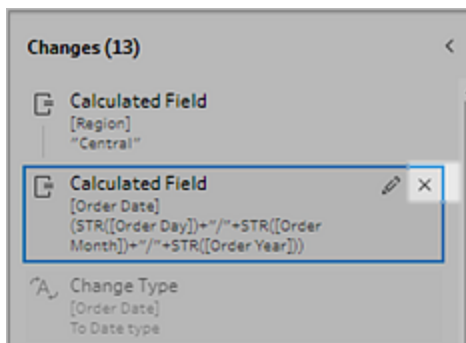 Changes (13)
Calculated Field
[Region]
"Central"
Calculated Field
[Order Date]
(STR([Order Day])+"/"+STR([Order
Month])+"/"+STR([Order Year]))
Change Type
[Order Date]
To Date type